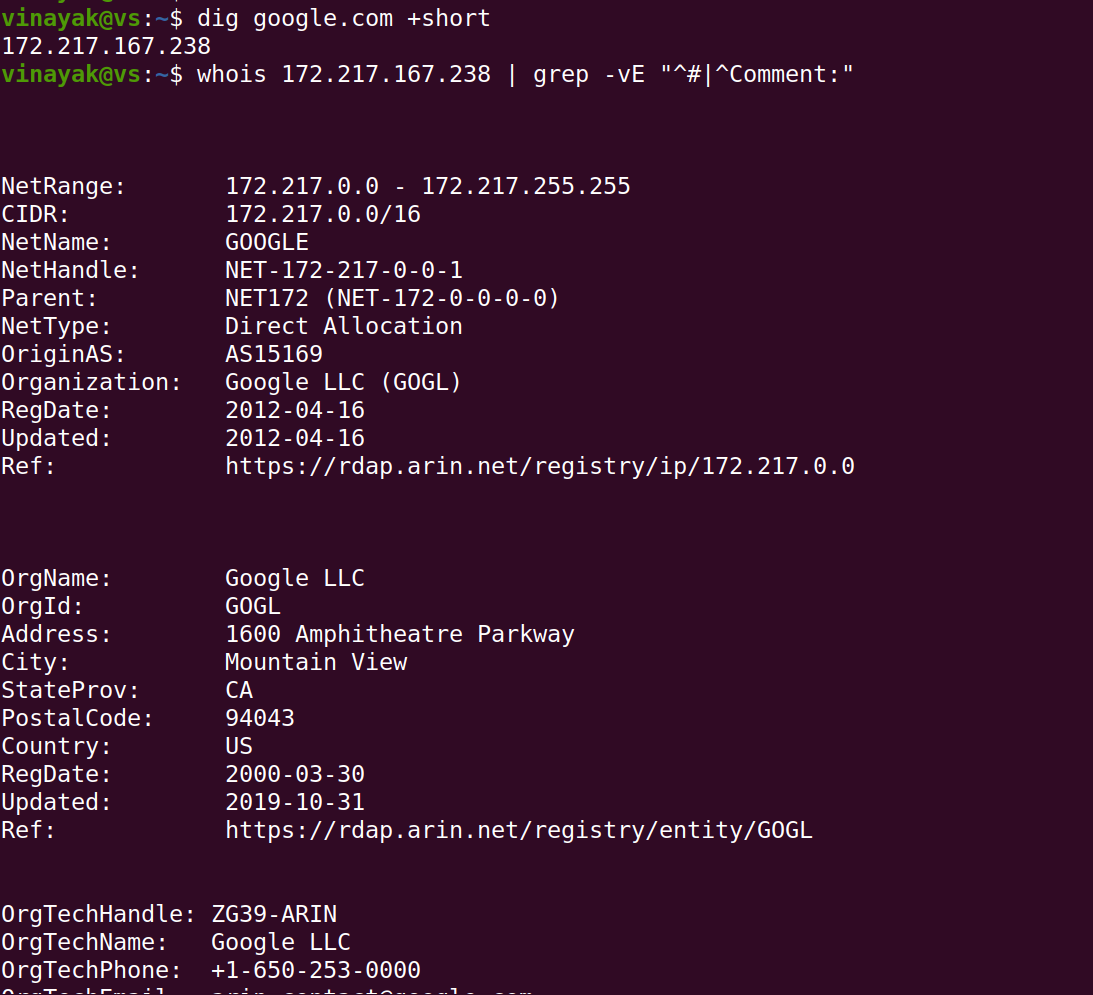 vinayak@vs:~$ dig google.com +short
172.217.167.238
vinayak@vs:~$ whois 172.217.167.238 | grep -vE "^#|^Comment:"
NetRange:       172.217.0.0 - 172.217.255.255
CIDR:           172.217.0.0/16
NetName:        GOOGLE
NetHandle:      NET-172-217-0-0-1
Parent:         NET172 (NET-172-0-0-0-0)
NetType:        Direct Allocation
OriginAS:       AS15169
Organization:   Google LLC (GOGL)
RegDate:        2012-04-16
Updated:        2012-04-16
Ref:            https://rdap.arin.net/registry/ip/172.217.0.0
OrgName:        Google LLC
OrgId:          GOGL
Address:        1600 Amphitheatre Parkway
City:           Mountain View
StateProv:      CA
PostalCode:     94043
Country:        US
RegDate:        2000-03-30
Updated:        2019-10-31
Ref:            https://rdap.arin.net/registry/entity/GOGL
OrgTechHandle: ZG39-ARIN
OrgTechName:   Google LLC
OrgTechPhone:  +1-650-253-0000